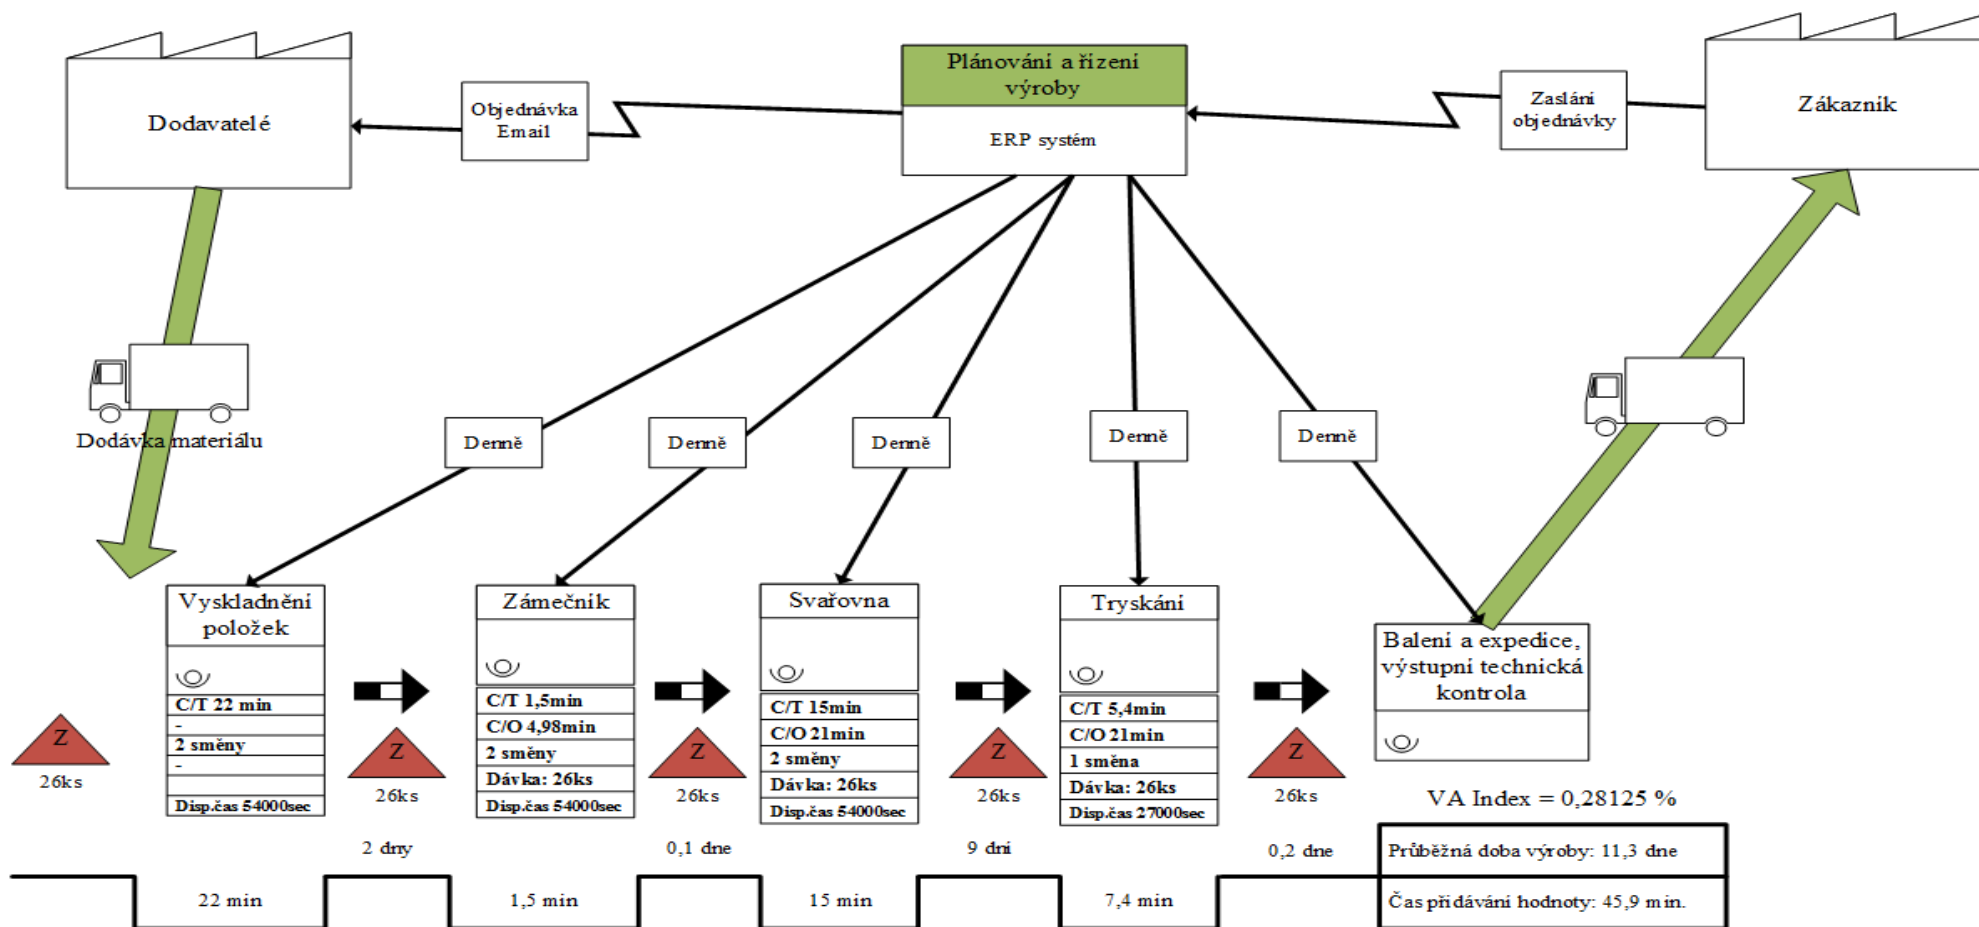 Dodavatelé
Objednávka
Email
Plánování a řízení
výroby
ERP systém
Zaslání
objednávky
Zákazník
Dodávka materiálu
Denně
Denně
Denně
Denně
Denně
Z
26ks
Vyskladnění
položek
C/T 22 min
-
2 směny
-
Disp.čas 54000sec
Z
26ks
Zámečník
C/T 1,5min
C/O 4,98min
2 směny
Dávka: 26ks
Disp.čas 54000sec
Z
26ks
Svařovna
C/T 15min
C/O 21min
2 směny
Dávka: 26ks
Disp.čas 54000sec
Z
26ks
Tryskání
C/T 5,4min
C/O 21min
1 směna
Dávka: 26ks
Disp.čas 27000sec
Z
26ks
Balení a expedice,
výstupní technická
kontrola
VA Index = 0,28125 %
2 dny
0,1 dne
9 dní
0,2 dne
Průběžná doba výroby: 11,3 dne
22 min
1,5 min
15 min
7,4 min
Čas přidávání hodnoty: 45,9 min.